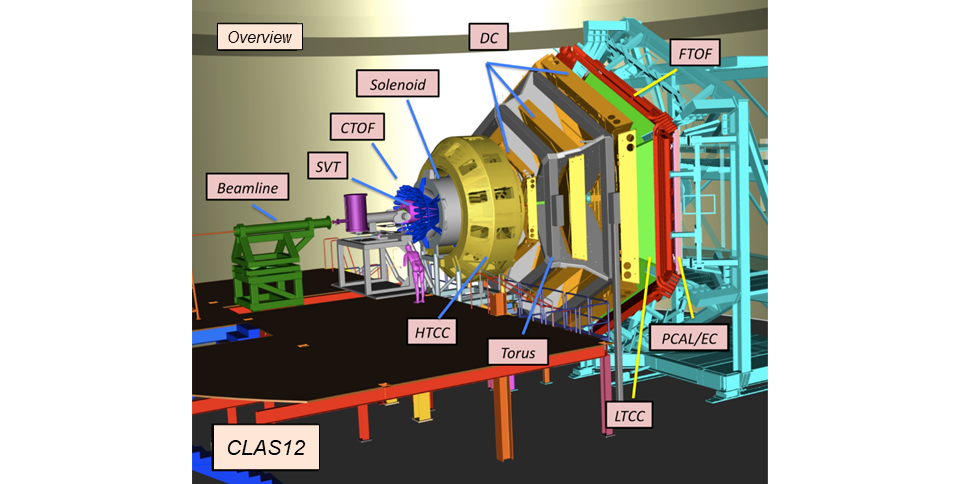 Overview
DC
FTOF
Solenoid
CTOF
SVT
Beamline
HTCC
Torus
PCAL/EC
LTCC
CLAS12